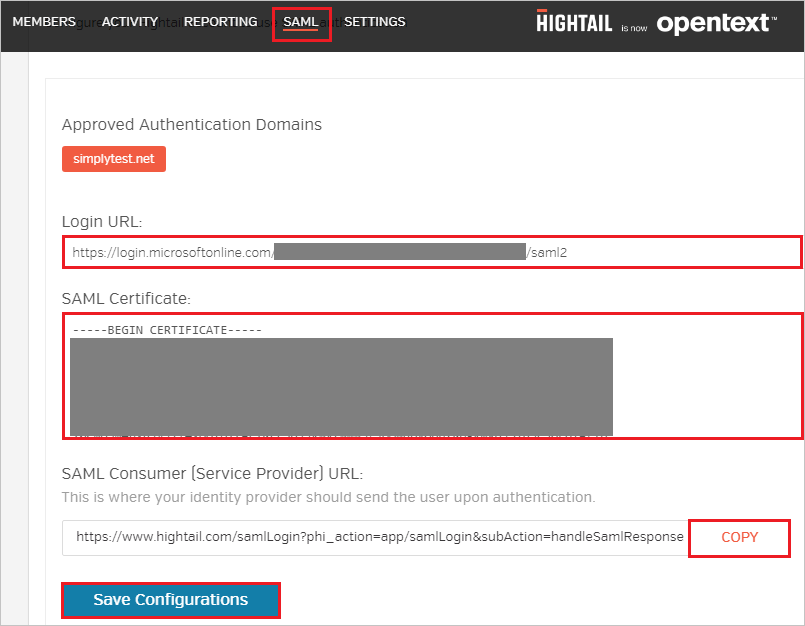 MEMBERS ACTIVITY REPORTING SAML SETTINGS
HIGHTAIL is now opentext™
Approved Authentication Domains
simplytest.net
Login URL:
https://login.microsoftonline.com/ /saml2
SAML Certificate:
-----BEGIN CERTIFICATE-----
SAML Consumer (Service Provider) URL:
This is where your identity provider should send the user upon authentication.
https://www.hightail.com/samlLogin?phi_action=app/samlLogin&subAction=handleSamlResponse
COPY
Save Configurations